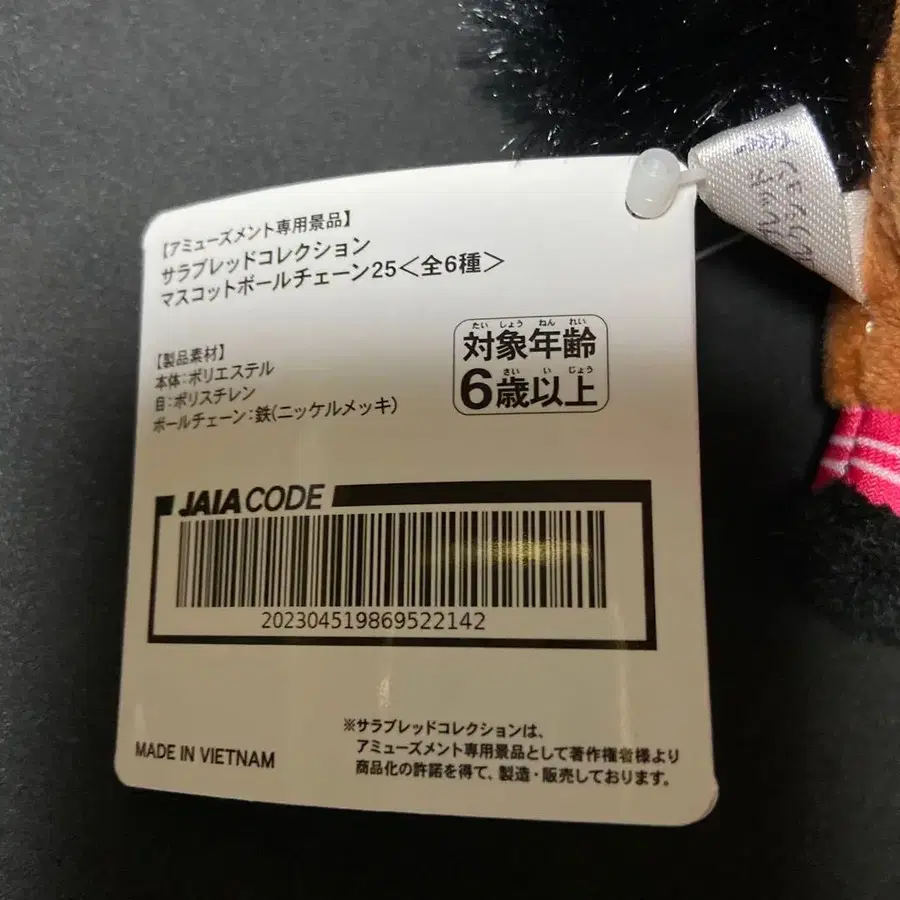 【アミューズメント専用景品】
サラブレッドコレクション
マスコットボールチェーン25＜全6種＞
たいしょうねんれい
対象年齢
さいいじょう
6歳以上
【製品素材】
本体：ポリエステル
目：ポリスチレン
ボールチェーン：鉄（ニッケルメッキ）
JAIA CODE
202304519869522142
MADE IN VIETNAM
※サラブレッドコレクションは、
アミューズメント専用景品として著作権者様より
商品化の許諾を得て、製造・販売しております。